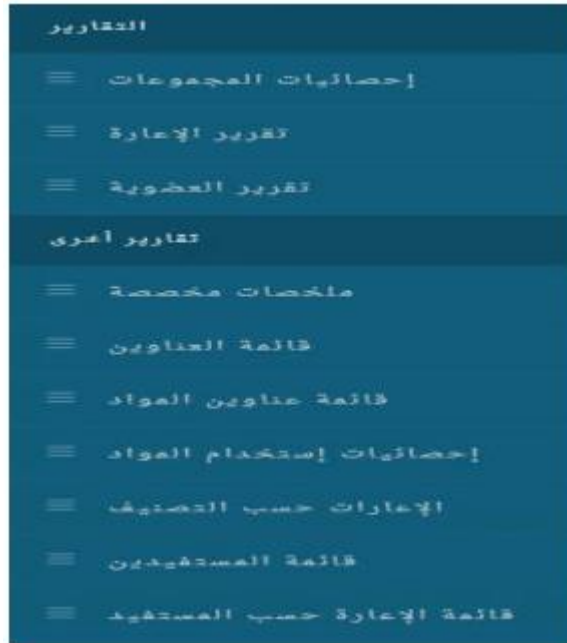 التقارير
إحصائيات المجموعات
تقرير الإعارة
تقرير العضوية
تقارير أخرى
ملخصات مخصصة
قائمة العناوين
قائمة عناوين المواد
إحصائيات إستخدام المواد
الإعارات حسب التصنيف
قائمة المستفيدين
قائمة الإعارة حسب المستفيد